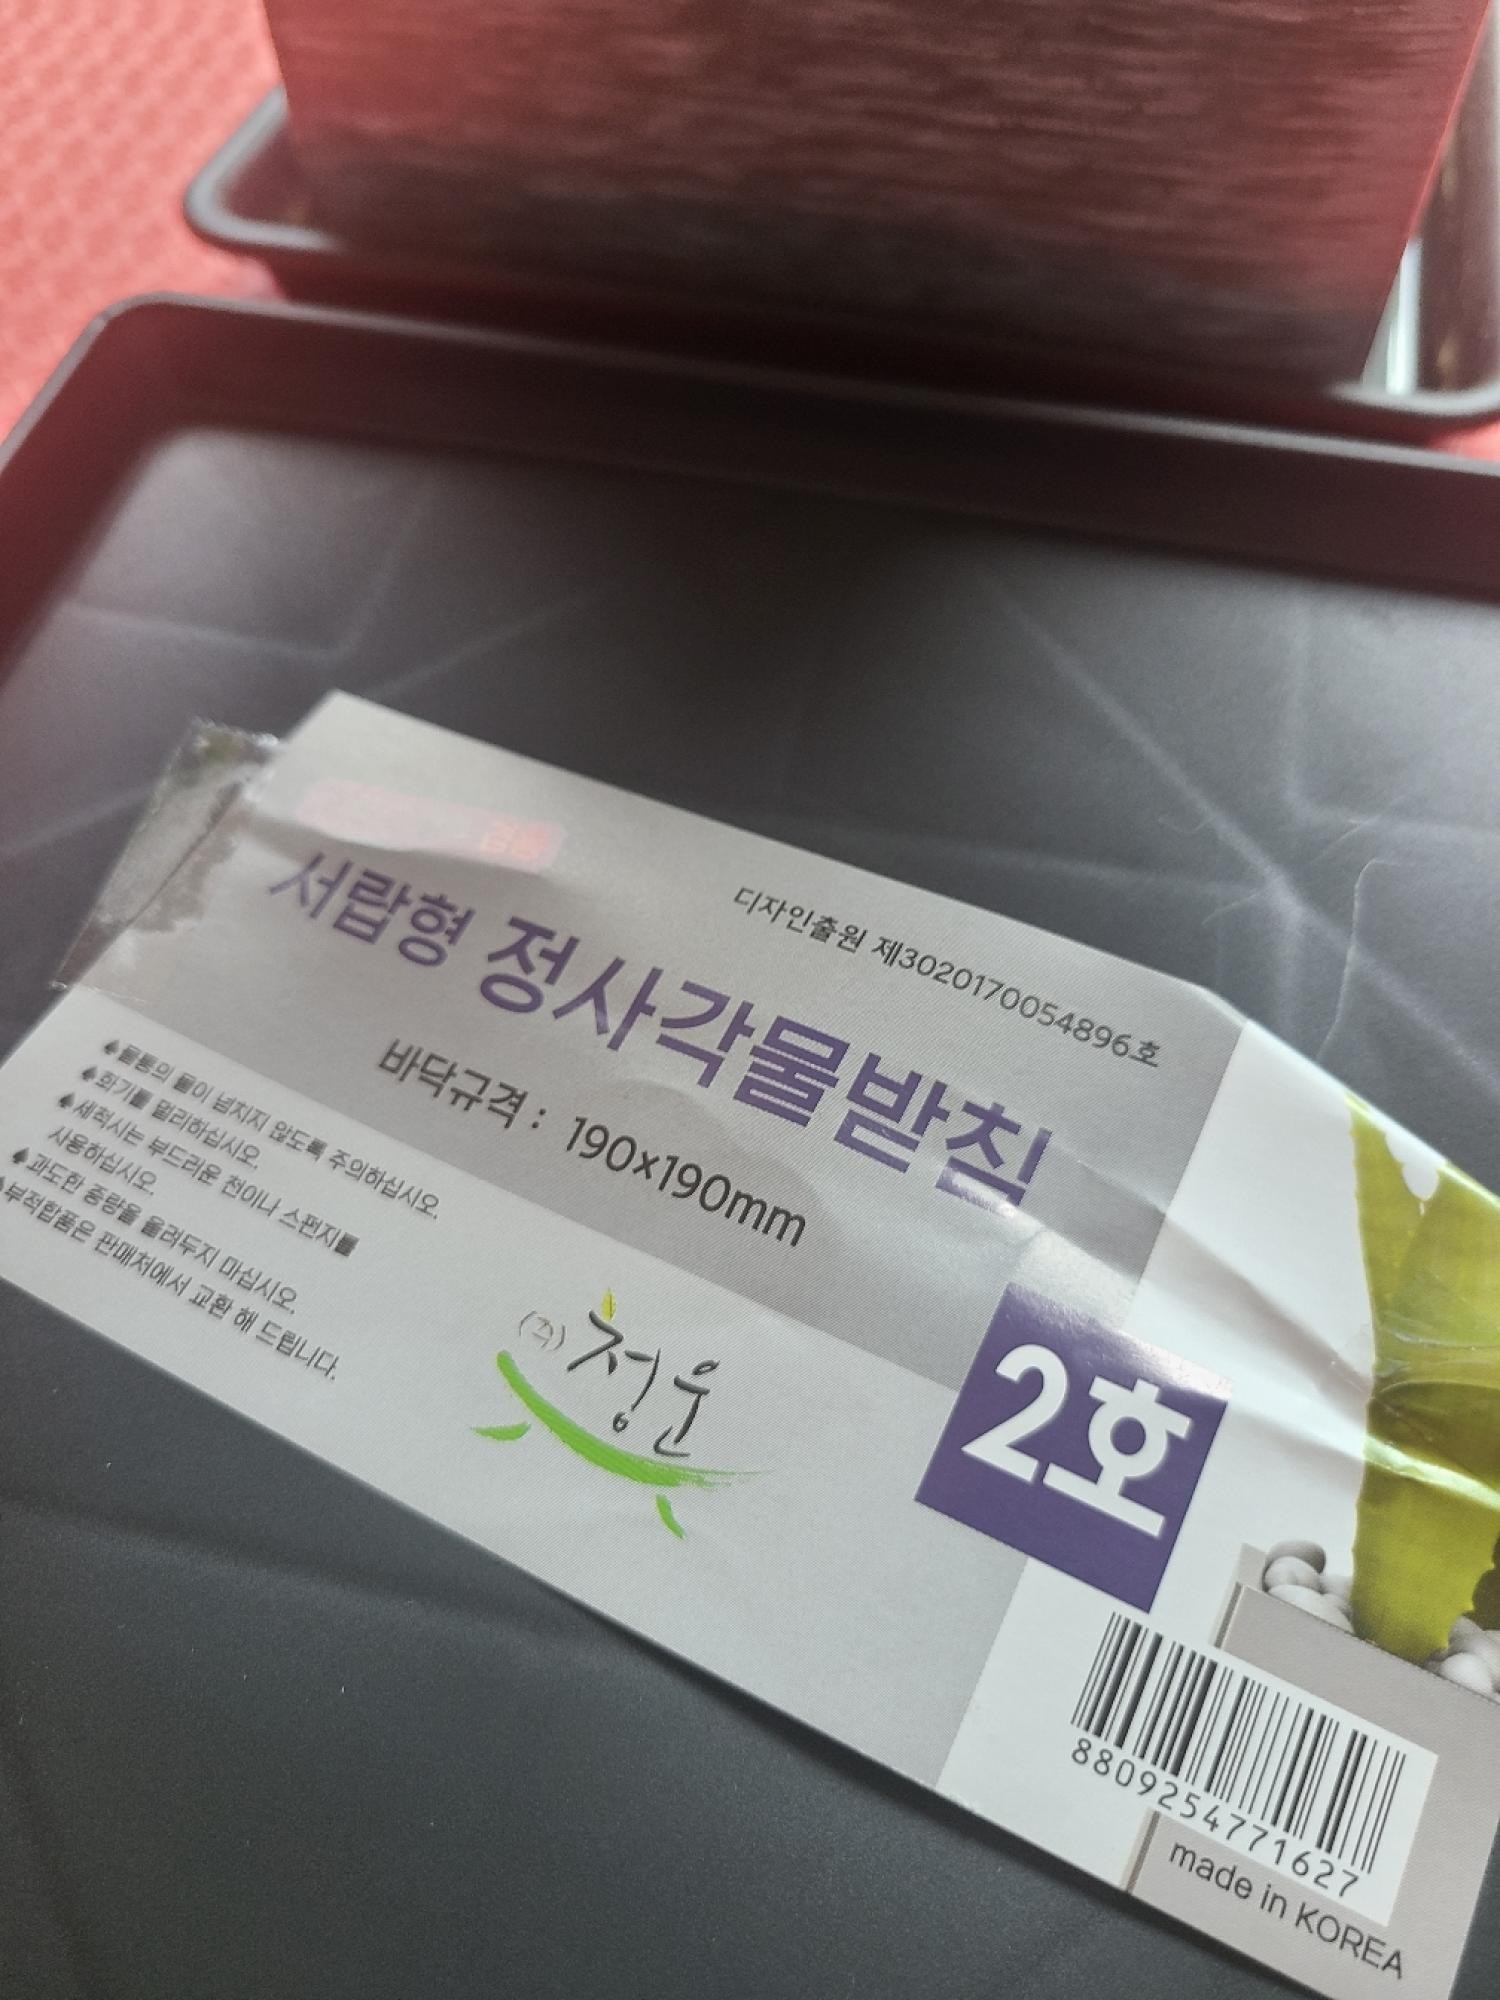 디자인출원 제3020170054896호
서랍형 정사각물받침
바닥규격 : 190x190mm
♠물통의 물이 넘치지 않도록 주의하십시오.
♠화기를 멀리하십시오.
♠세척시는 부드러운 천이나 스펀지를
사용하십시오.
♠과도한 중량을 올려두지 마십시오.
♠부적합품은 판매처에서 교환 해 드립니다.
(주)청운
2호
8809254771627
made in KOREA